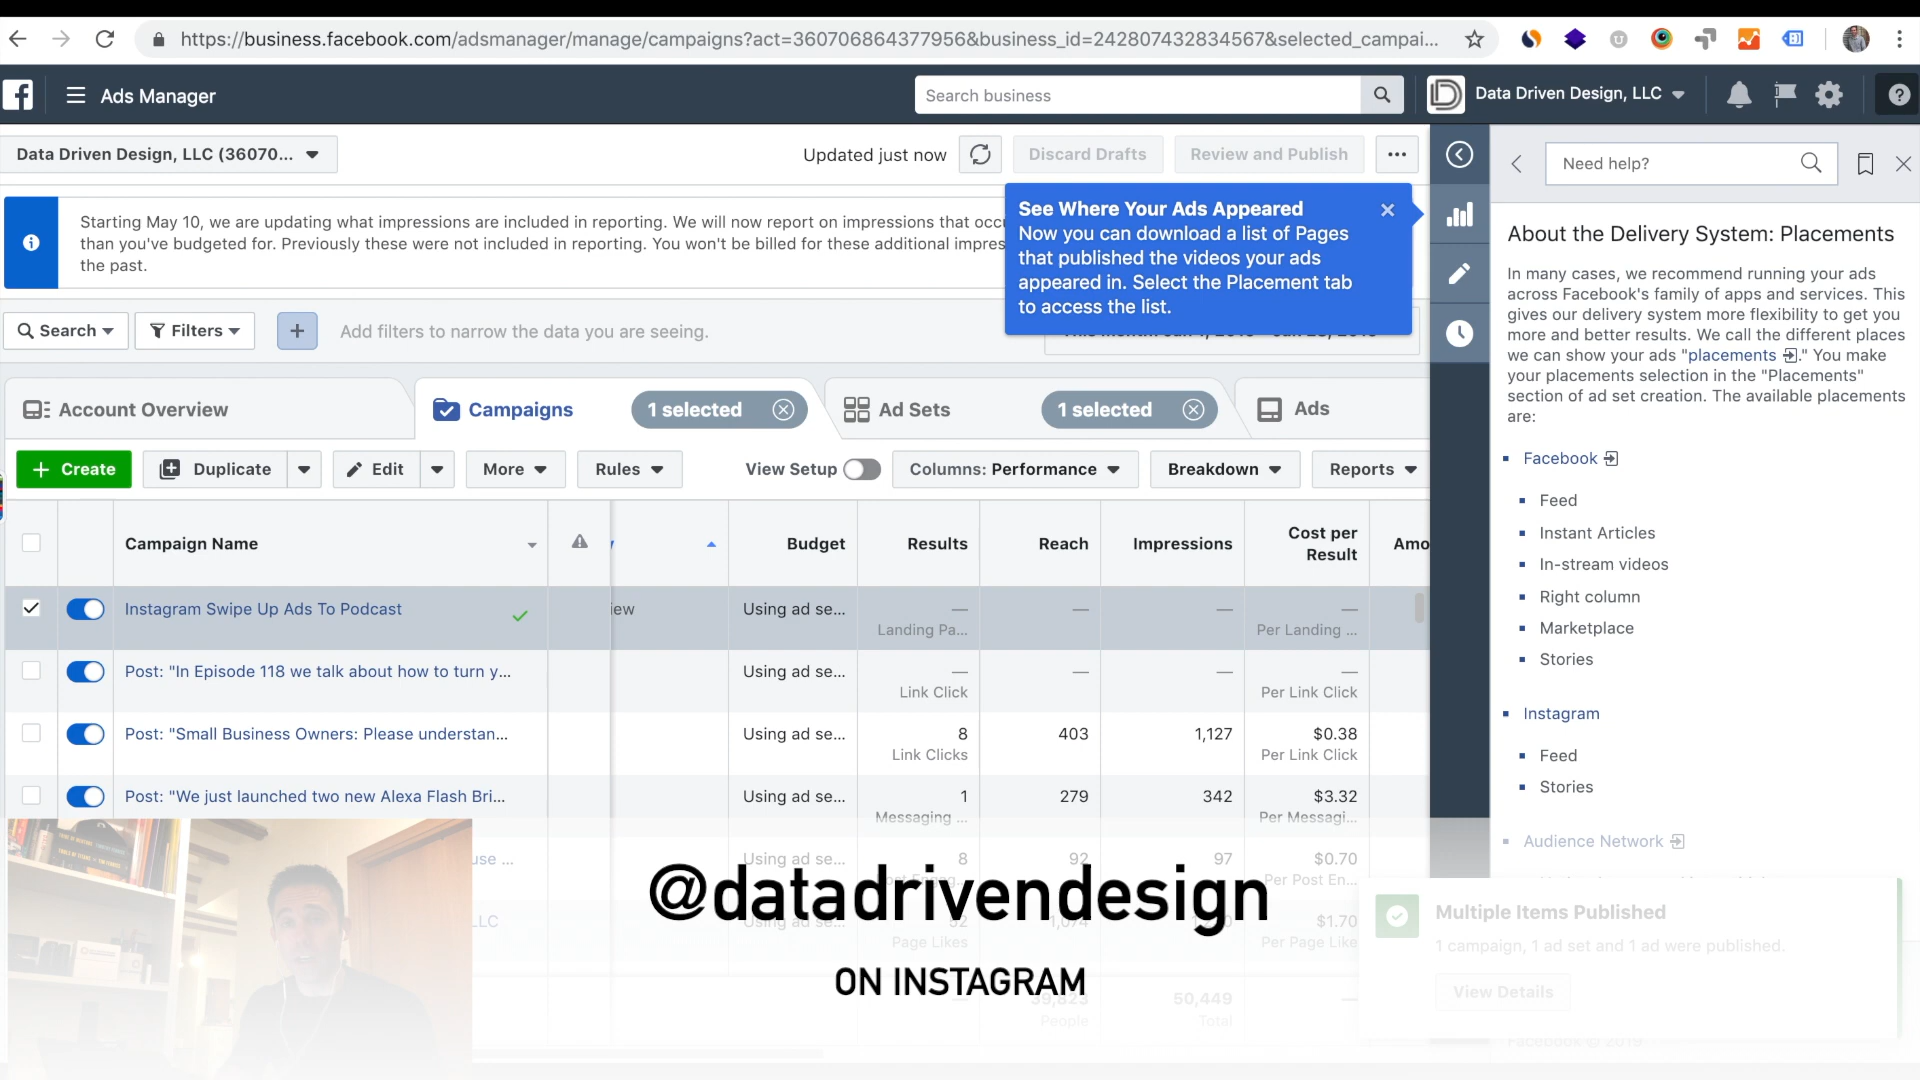 https://business.facebook.com/adsmanager/manage/campaigns?act=360706864377956&business_id=242807432834567&selected_campai...
Ads Manager
Search business
Data Driven Design, LLC
Data Driven Design, LLC (36070...
Updated just now
Discard Drafts
Review and Publish
Need help?
Starting May 10, we are updating what impressions are included in reporting. We will now report on impressions that occ
than you've budgeted for. Previously these were not included in reporting. You won't be billed for these additional impres
the past.
See Where Your Ads Appeared
Now you can download a list of Pages
that published the videos your ads
appeared in. Select the Placement tab
to access the list.
Search
Filters
Add filters to narrow the data you are seeing.
Account Overview
Campaigns
1 selected
Ad Sets
1 selected
Ads
+ Create
Duplicate
Edit
More
Rules
View Setup
Columns: Performance
Breakdown
Reports
Campaign Name
Budget
Results
Reach
Impressions
Cost per
Result
Amo
Instagram Swipe Up Ads To Podcast
iew
Using ad se...
—
—
—
—
Landing Pa...
Per Landing ...
Post: "In Episode 118 we talk about how to turn y...
Using ad se...
—
—
—
—
Link Click
Per Link Click
Post: "Small Business Owners: Please understan...
Using ad se...
8
403
1,127
$0.38
Link Clicks
Per Link Click
Post: "We just launched two new Alexa Flash Bri...
Using ad se...
1
279
342
$3.32
Messaging ...
Per Messagi...
use ...
Using ad se...
8
92
97
$0.70
Per Post En...
LLC
Using ad se...
$1.70
Page Likes
Per Page Like
39,823
50,449
—
People
Total
@datadrivendesign
ON INSTAGRAM
About the Delivery System: Placements
In many cases, we recommend running your ads
across Facebook's family of apps and services. This
gives our delivery system more flexibility to get you
more and better results. We call the different places
we can show your ads "placements." You make
your placements selection in the "Placements"
section of ad set creation. The available placements
are:
Facebook
Feed
Instant Articles
In-stream videos
Right column
Marketplace
Stories
Instagram
Feed
Stories
Audience Network
Multiple Items Published
1 campaign, 1 ad set and 1 ad were published.
View Details
Facebook © 2019